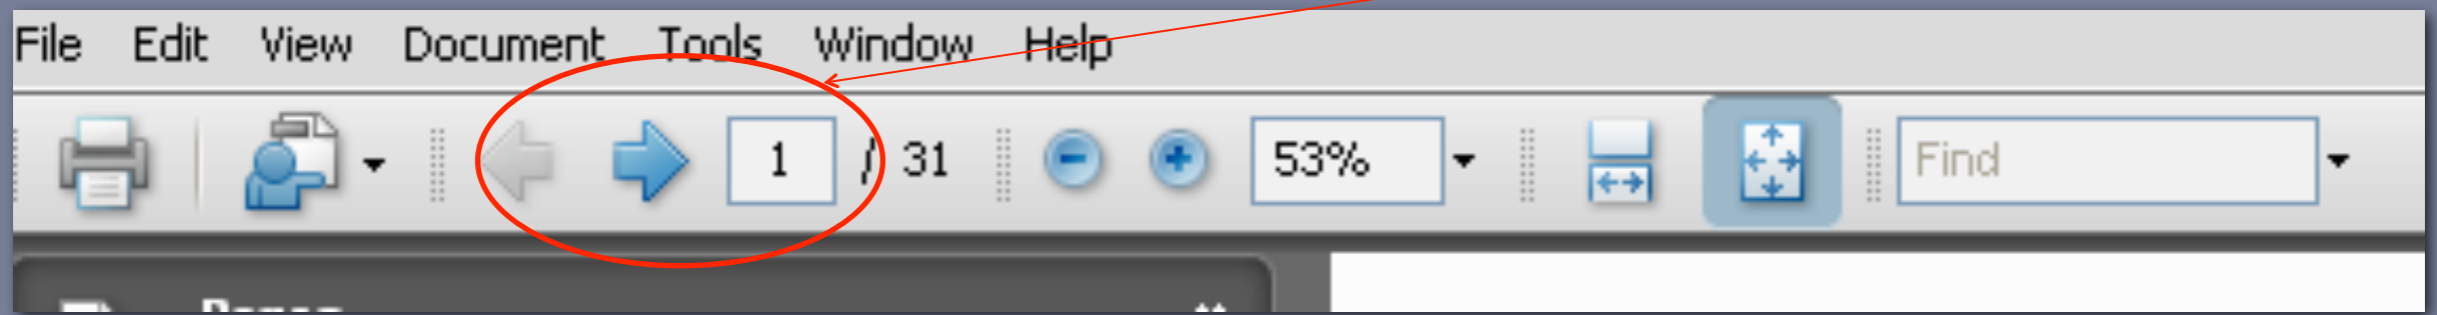 File Edit View Document Tools Window Help
1 / 31 53% Find